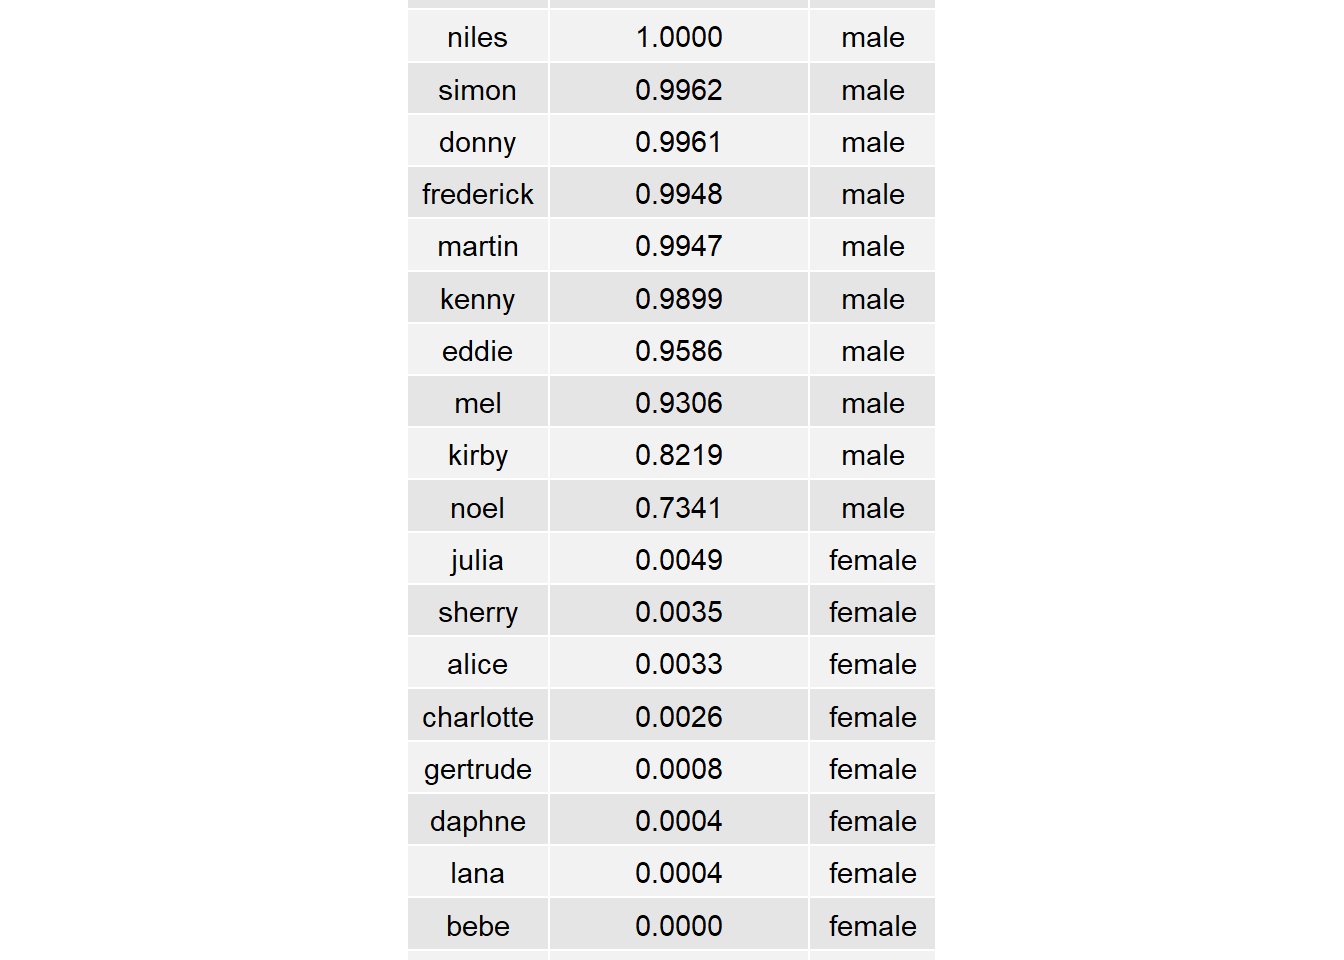 niles 1.0000 male
simon 0.9962 male
donny 0.9961 male
frederick 0.9948 male
martin 0.9947 male
kenny 0.9899 male
eddie 0.9586 male
mel 0.9306 male
kirby 0.8219 male
noel 0.7341 male
julia 0.0049 female
sherry 0.0035 female
alice 0.0033 female
charlotte 0.0026 female
gertrude 0.0008 female
daphne 0.0004 female
lana 0.0004 female
bebe 0.0000 female